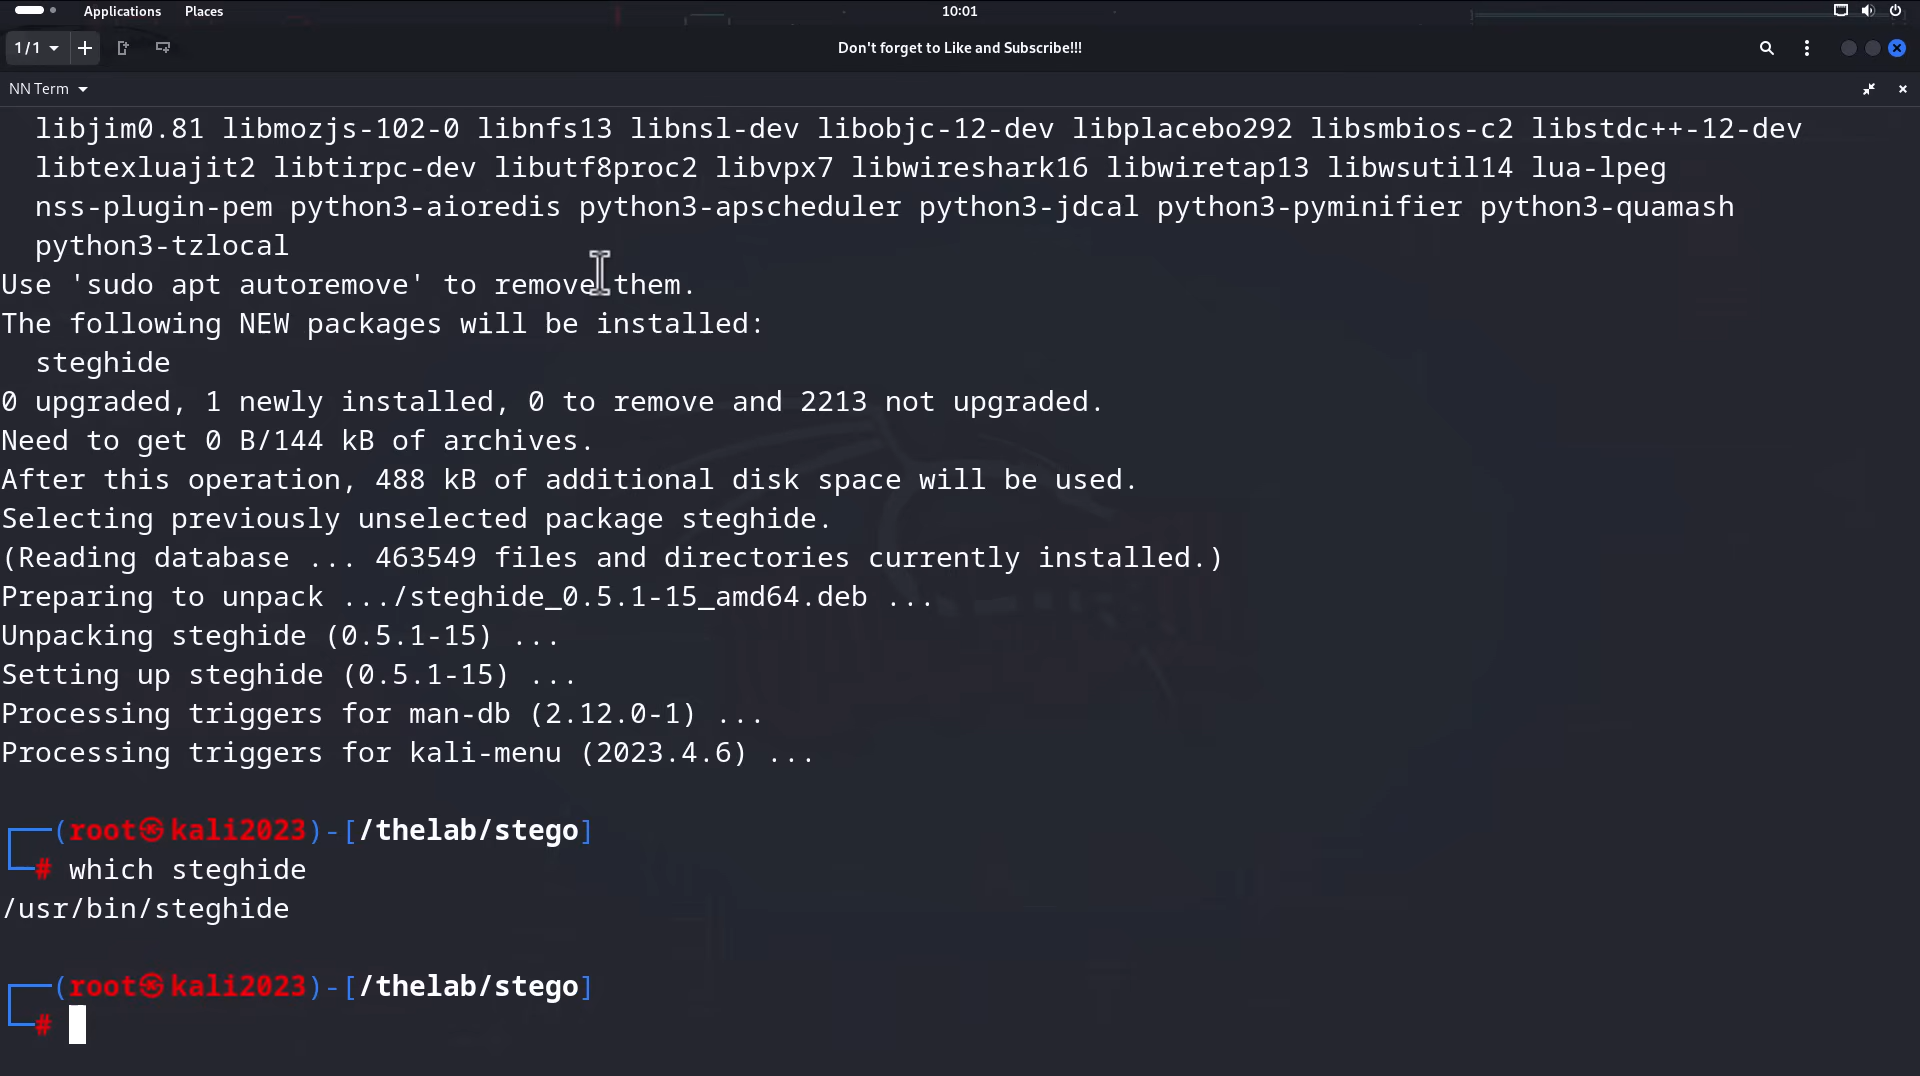 Applications Places 10:01
1/1 Don't forget to Like and Subscribe!!!
NN Term
libjim0.81 libmozjs-102-0 libnfs13 libnsl-dev libobjc-12-dev libplacebo292 libsmbios-c2 libstdc++-12-dev
libtexluajit2 libtirpc-dev libutf8proc2 libvpx7 libwireshark16 libwiretap13 libwsutil14 lua-lpeg
nss-plugin-pem python3-aioredis python3-apscheduler python3-jdcal python3-pyminifier python3-quamash
python3-tzlocal
Use 'sudo apt autoremove' to remove them.
The following NEW packages will be installed:
steghide
0 upgraded, 1 newly installed, 0 to remove and 2213 not upgraded.
Need to get 0 B/144 kB of archives.
After this operation, 488 kB of additional disk space will be used.
Selecting previously unselected package steghide.
(Reading database ... 463549 files and directories currently installed.)
Preparing to unpack .../steghide_0.5.1-15_amd64.deb ...
Unpacking steghide (0.5.1-15) ...
Setting up steghide (0.5.1-15) ...
Processing triggers for man-db (2.12.0-1) ...
Processing triggers for kali-menu (2023.4.6) ...
┌──(root㉿kali2023)-[/thelab/stego]
└─# which steghide
/usr/bin/steghide
┌──(root㉿kali2023)-[/thelab/stego]
└─#